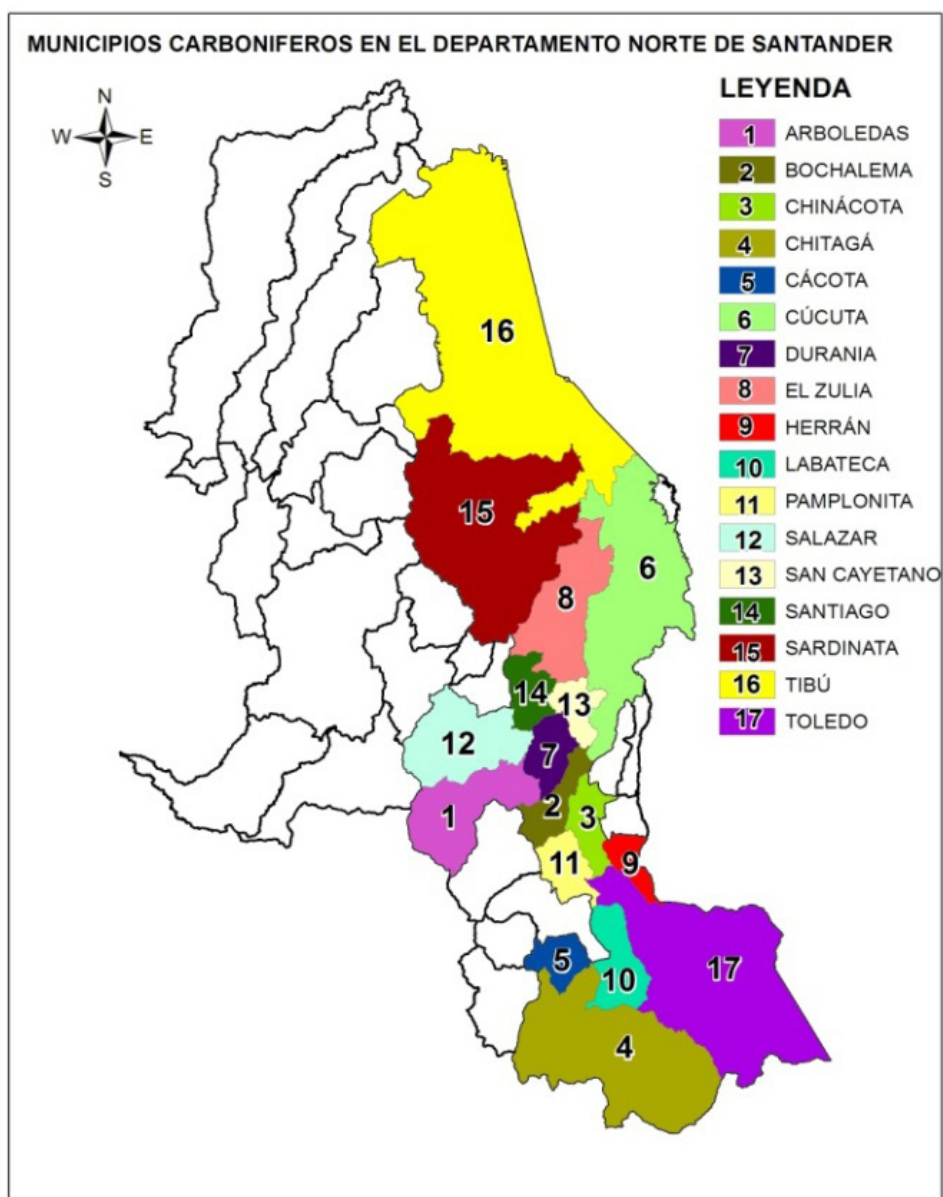 MUNICIPIOS CARBONIFEROS EN EL DEPARTAMENTO NORTE DE SANTANDER
N
W E
S
LEYENDA
1 ARBOLEDAS
2 BOCHALEMA
3 CHINÁCOTA
4 CHITAGÁ
5 CÁCOTA
6 CÚCUTA
7 DURANIA
8 EL ZULIA
9 HERRÁN
10 LABATECA
11 PAMPLONITA
12 SALAZAR
13 SAN CAYETANO
14 SANTIAGO
15 SARDINATA
16 TIBÚ
17 TOLEDO
16
15
6
8
14
13
12
7
1
2
3
11
9
5
10
17
4